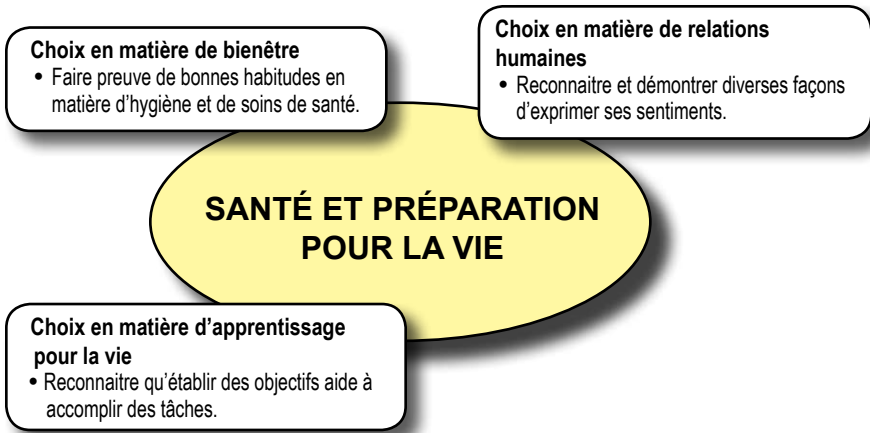 Choix en matière de bienêtre
• Faire preuve de bonnes habitudes en
matière d'hygiène et de soins de santé.
Choix en matière de relations
humaines
• Reconnaitre et démontrer diverses façons
d'exprimer ses sentiments.
SANTÉ ET PRÉPARATION
POUR LA VIE
Choix en matière d'apprentissage
pour la vie
• Reconnaitre qu'établir des objectifs aide à
accomplir des tâches.